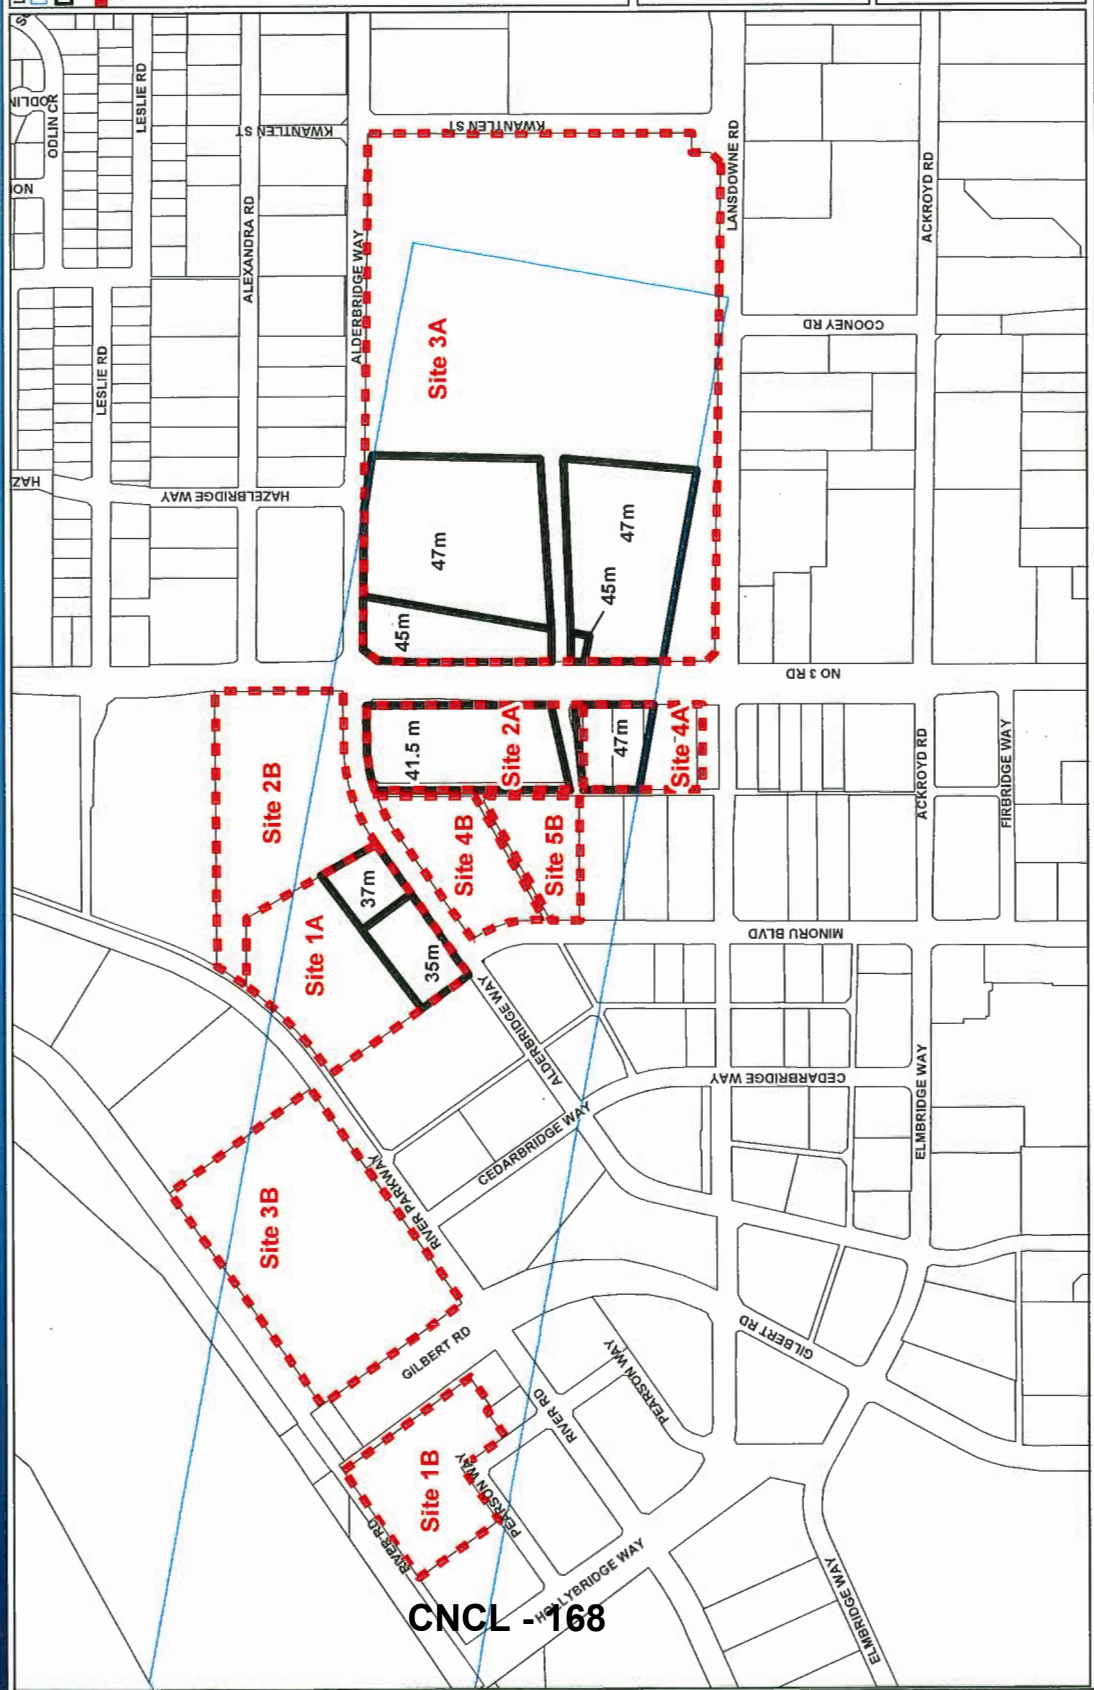 ODLIN
ODLIN CR
LESLIE RD
KWANTLEN ST
KWANTLEN ST
ALEXANDRA RD
ALDERBRIDGE WAY
LANSDOWNE RD
ACKROYD RD
LESLIE RD
Site 3A
COONEY RD
HAZ
HAZELBRIDGE WAY
47m
47m
45m
45m
NO 3 RD
Site 2B
41.5 m
Site 2A
47m
Site 4A
ACKROYD RD
FIRBRIDGE WAY
37m
Site 4B
Site 5B
Site 1A
35m
MINORU BLVD
ALDERBRIDGE WAY
CEDARBRIDGE WAY
CEDARBRIDGE WAY
ELMBRIDGE WAY
RIVER PARKWAY
Site 3B
GILBERT RD
GILBERT RD
PEARSON WAY
RIVER RD
Site 1B
PEARSON WAY
RIVER RD
HOLLYBRIDGE WAY
ELMBRIDGE WAY
CNCL - 168